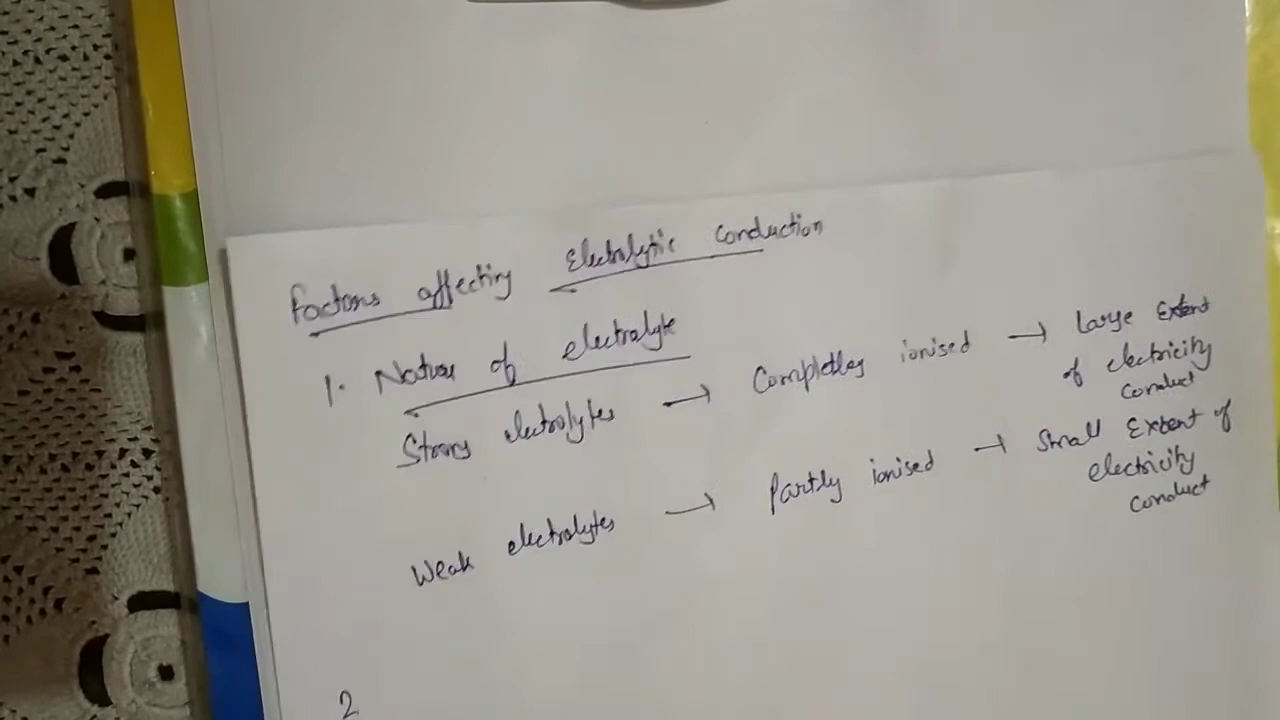 Factors affecting Electrolytic conduction
1. Nature of electrolyte
Strong electrolytes → Completley ionised → Large Extent
of electricity
conduct
Weak electrolytes → Partly ionised → Small Extent of
electricity
conduct
2